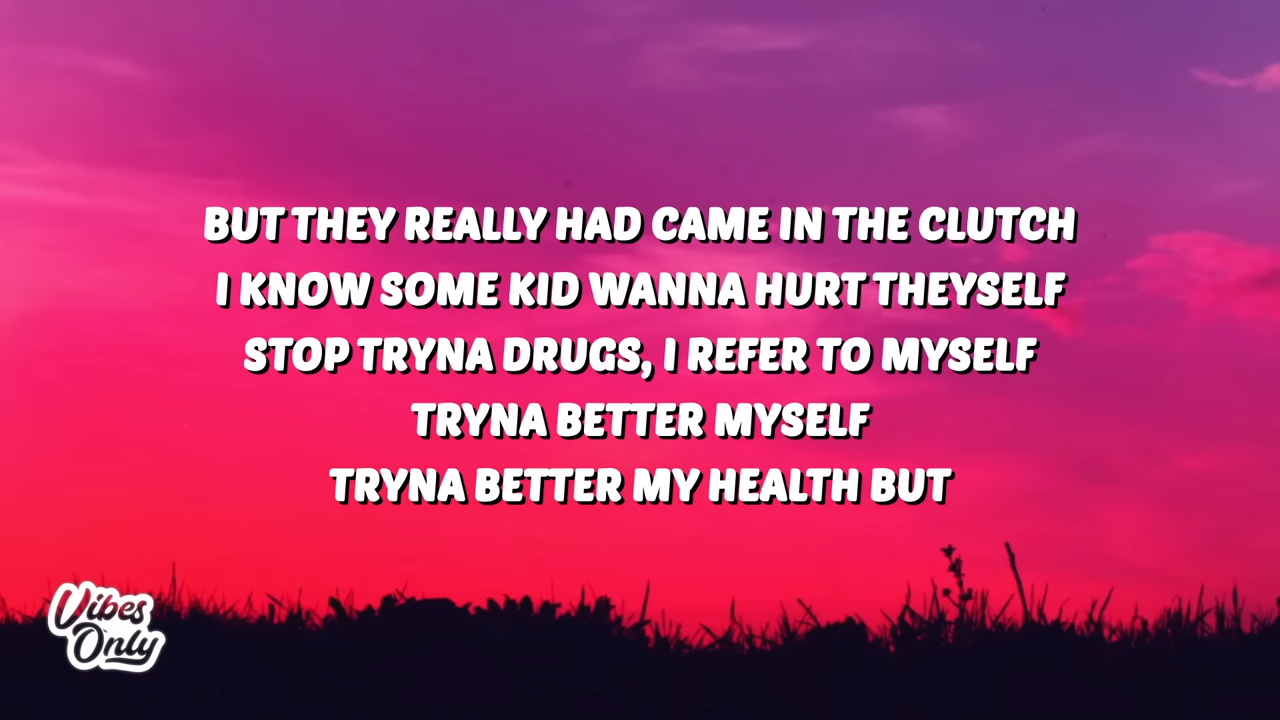 BUT THEY REALLY HAD CAME IN THE CLUTCH
I KNOW SOME KID WANNA HURT THEYSELF
STOP TRYNA DRUGS, I REFER TO MYSELF
TRYNA BETTER MYSELF
TRYNA BETTER MY HEALTH BUT
Vibes
Only